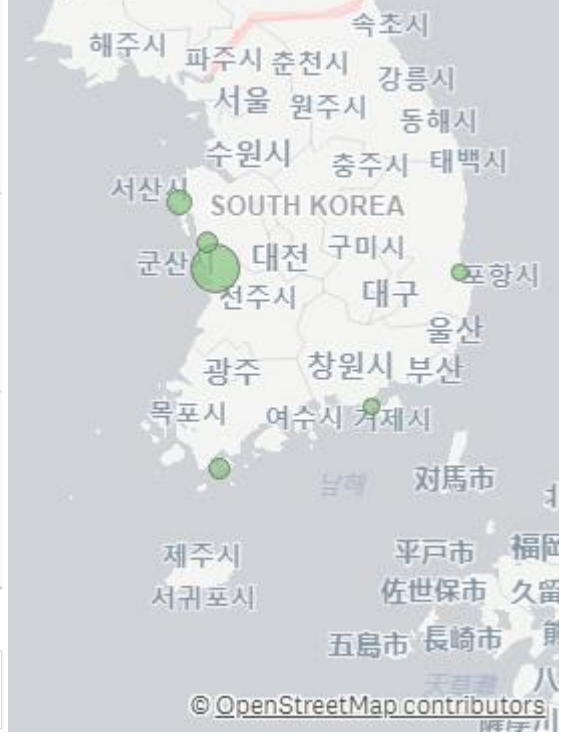 속초시
해주시 파주시 춘천시
강릉시
서울 원주시
동해시
수원시 충주시 태백시
서산시
SOUTH KOREA
군산시 대전 구미시
포항시
전주시 대구
울산
광주 창원시 부산
목포시 여수시 거제시
남해 対馬市
제주시 平戸市 福岡
서귀포시 佐世保市 久留
五島市 長崎市 熊
天草灘 八
© OpenStreetMap contributors